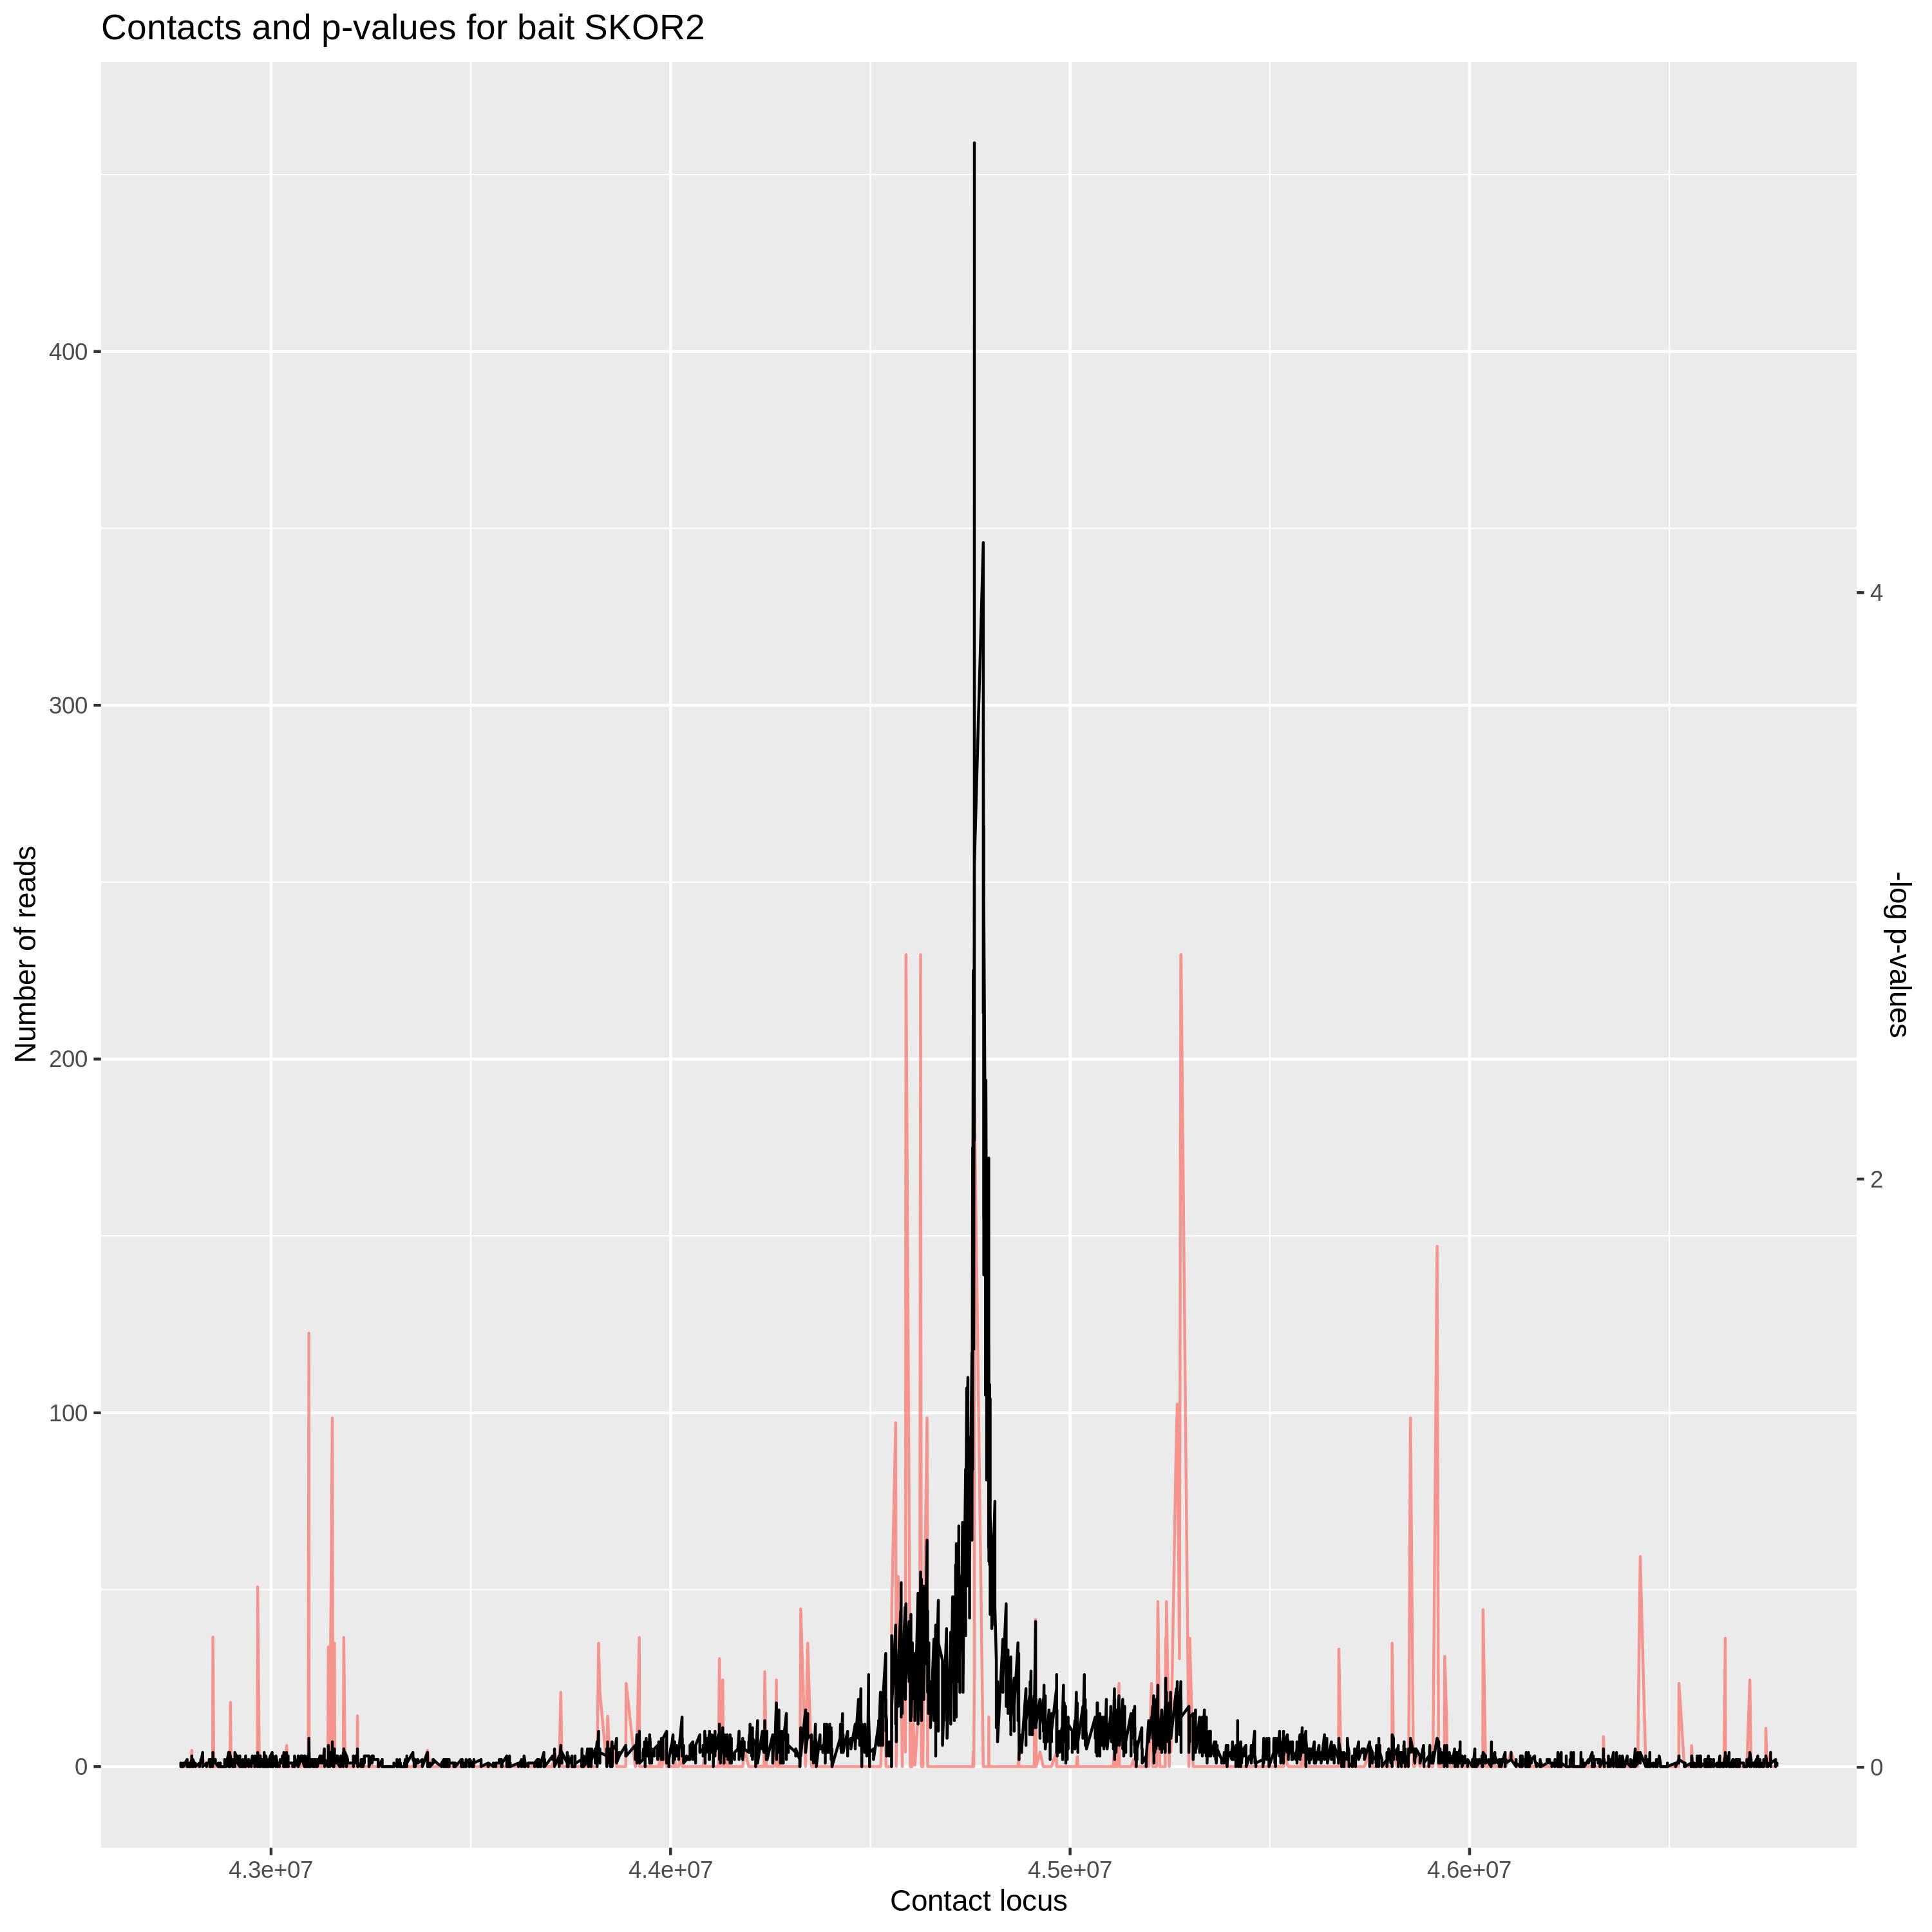 Contacts and p-values for bait SKOR2
Number of reads
400
300
200
100
0
4
2
0
-log p-values
4.3e+07
4.4e+07
4.5e+07
4.6e+07
Contact locus